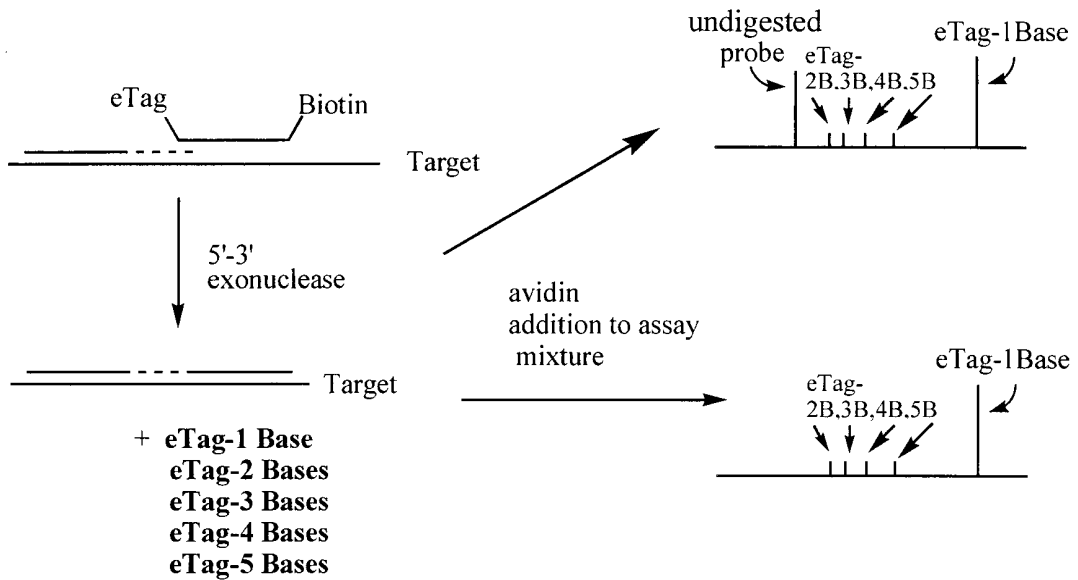 eTag
Biotin
Target
5'-3'
exonuclease
Target
+ eTag-1 Base
eTag-2 Bases
eTag-3 Bases
eTag-4 Bases
eTag-5 Bases
avidin
addition to assay
mixture
undigested
probe
eTag-
2B,3B,4B,5B
eTag-1Base
eTag-
2B,3B,4B,5B
eTag-1Base